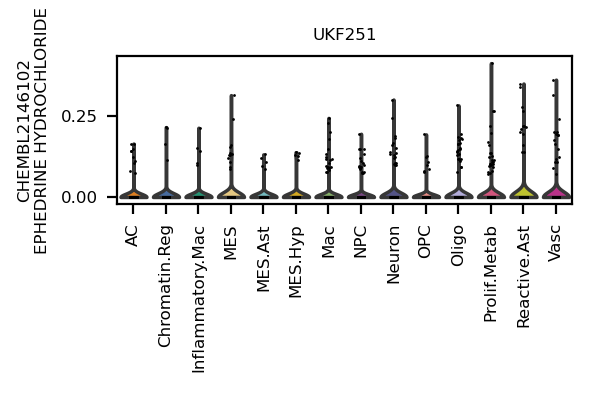 UKF251
CHEMBL2146102
EPHEDRINE HYDROCHLORIDE
0.25
0.00
AC
Chromatin.Reg
Inflammatory.Mac
MES
MES.Ast
MES.Hyp
Mac
NPC
Neuron
OPC
Oligo
Prolif.Metab
Reactive.Ast
Vasc